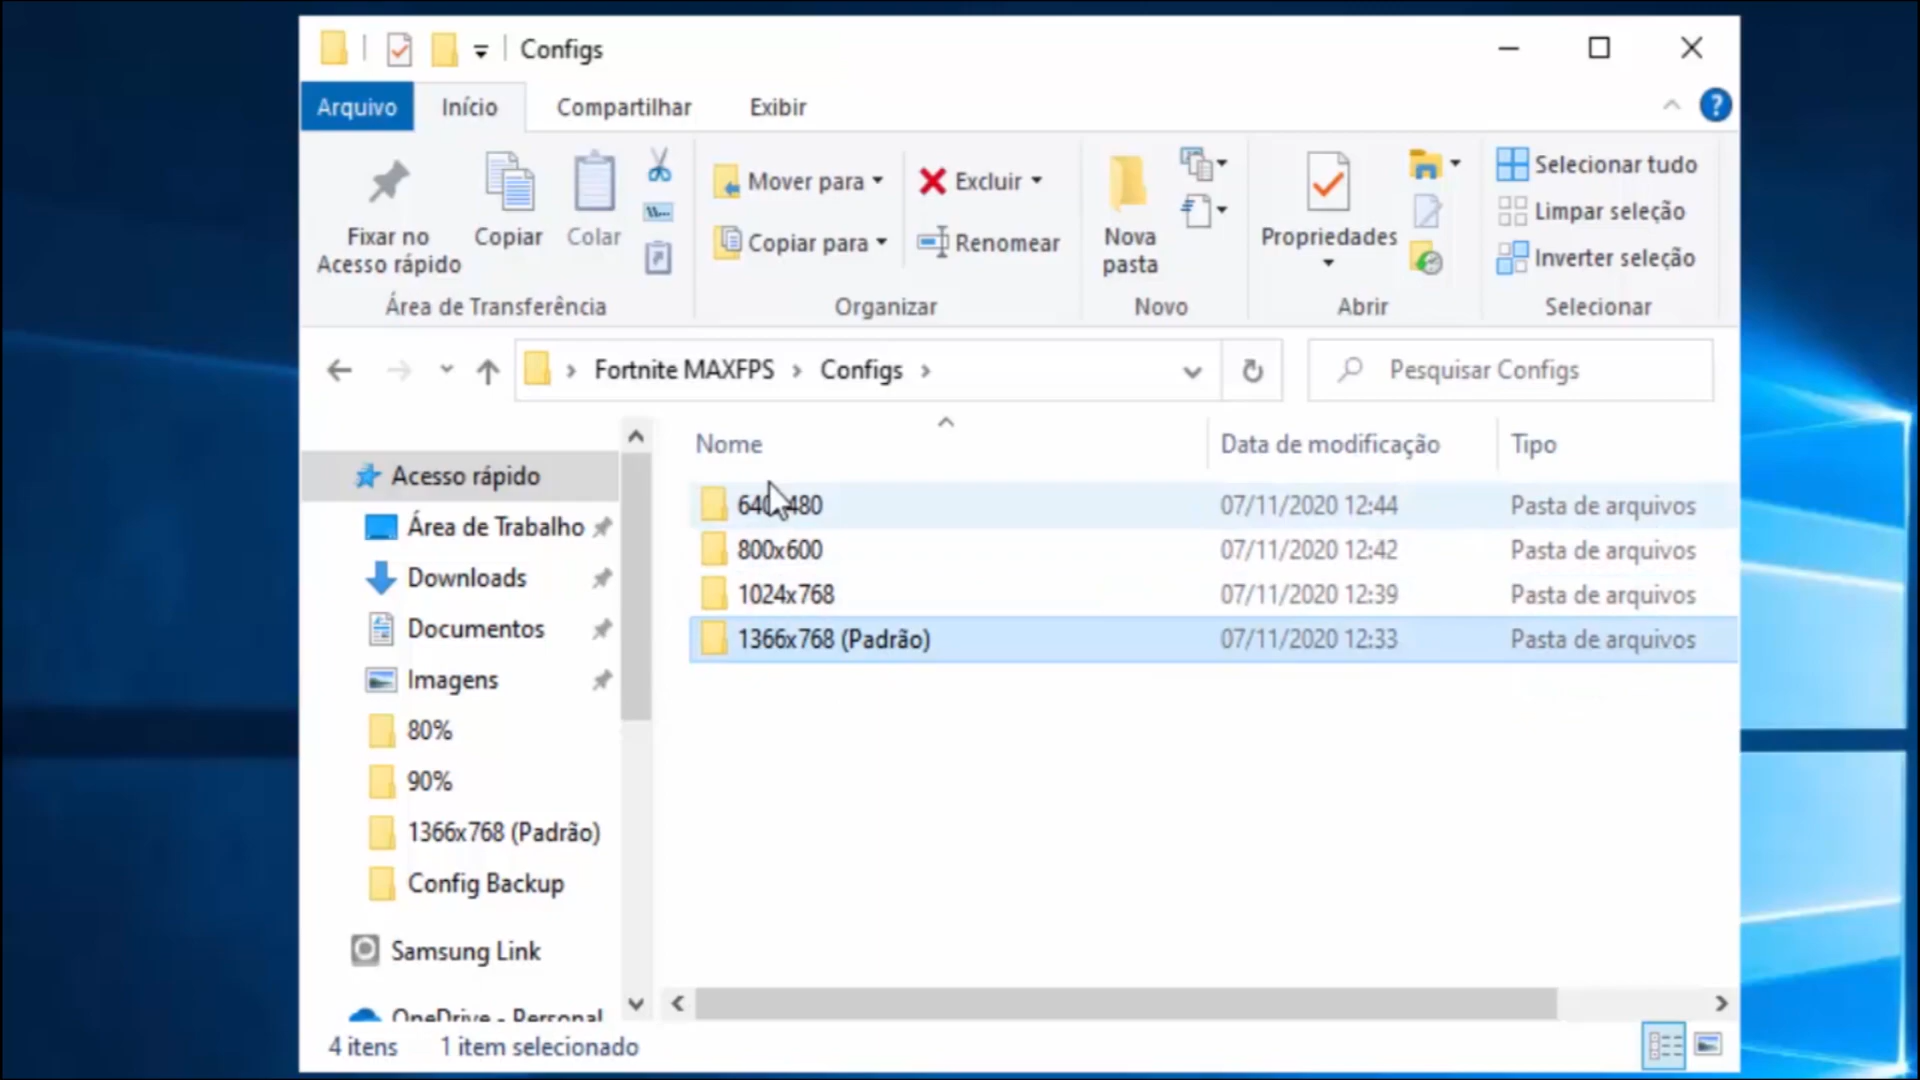 Configs
Arquivo Início Compartilhar Exibir
Fixar no
Acesso rápido
Copiar
Colar
Mover para
Copiar para
Excluir
Renomear
Nova
pasta
Propriedades
Selecionar tudo
Limpar seleção
Inverter seleção
Área de Transferência Organizar Novo Abrir Selecionar
Fortnite MAXFPS Configs
Pesquisar Configs
Acesso rápido
Área de Trabalho
Downloads
Documentos
Imagens
80%
90%
1366x768 (Padrão)
Config Backup
Samsung Link
OneDrive - Personal
Nome Data de modificação Tipo
07/11/2020 12:44 Pasta de arquivos
800x600 07/11/2020 12:42 Pasta de arquivos
1024x768 07/11/2020 12:39 Pasta de arquivos
1366x768 (Padrão) 07/11/2020 12:33 Pasta de arquivos
4 itens 1 item selecionado